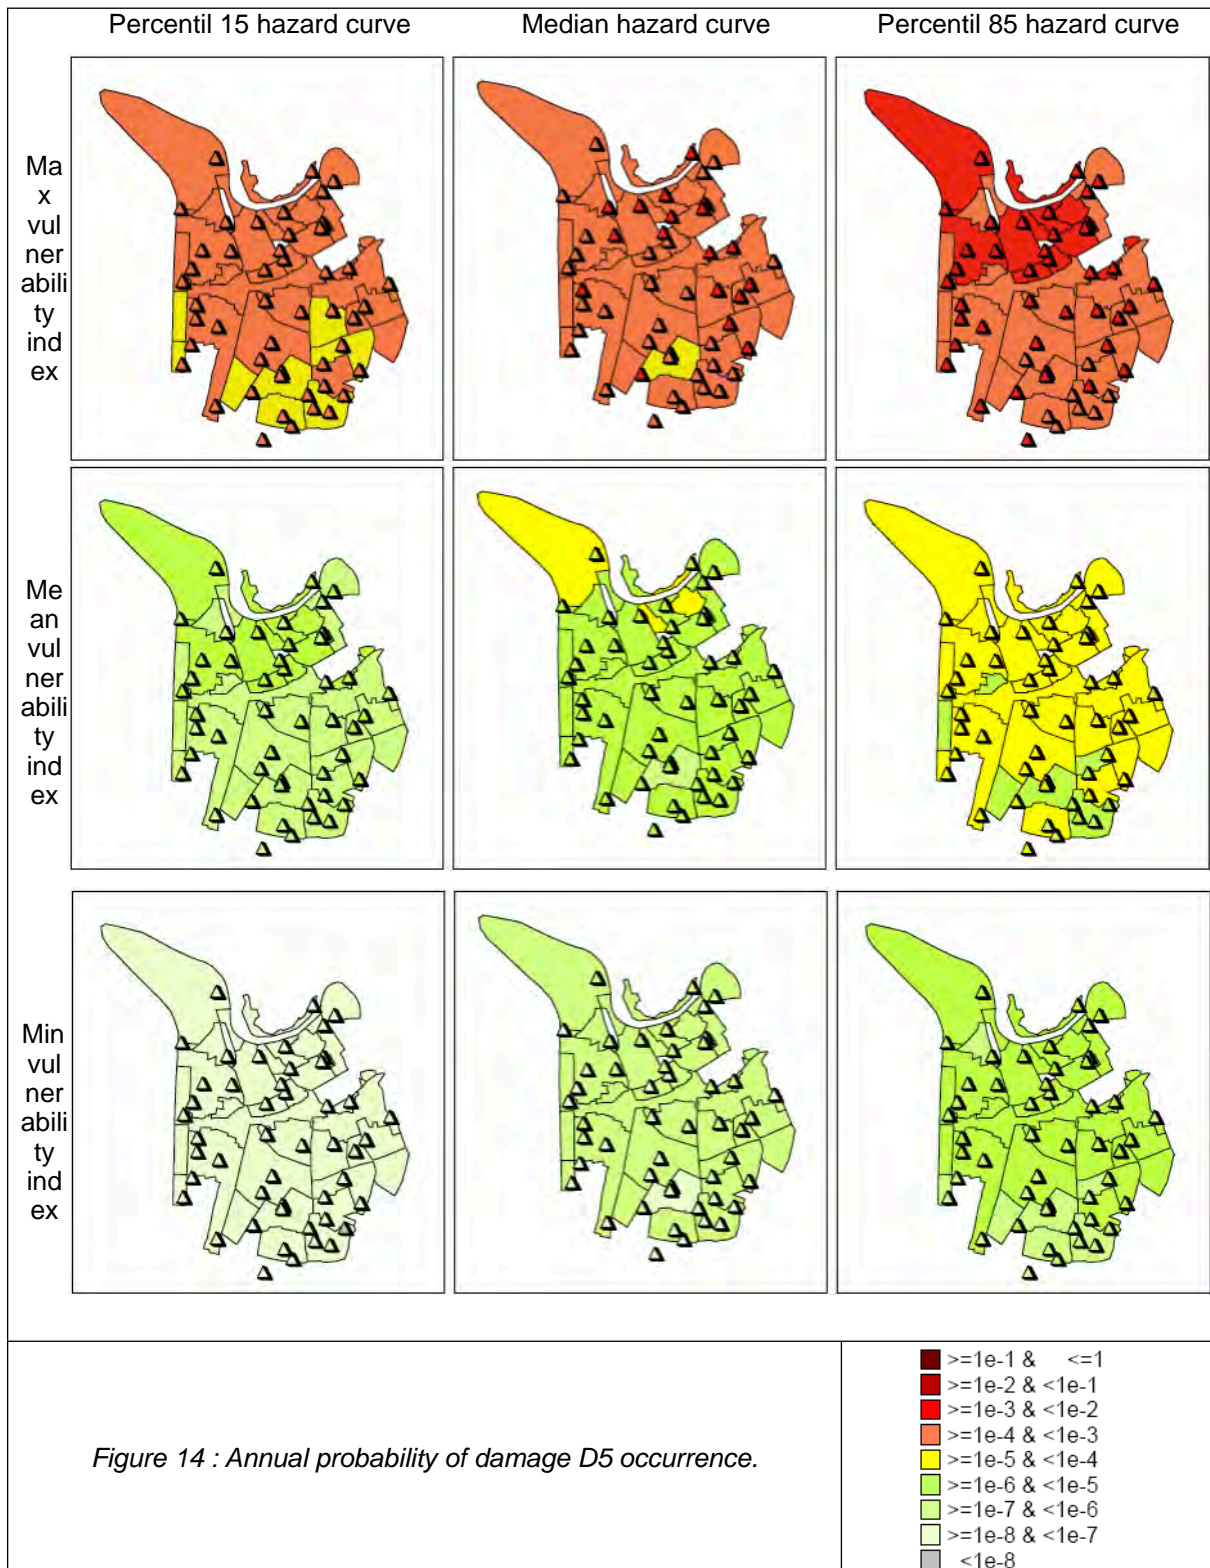 Percentil 15 hazard curve
Median hazard curve
Percentil 85 hazard curve
Ma
x
vul
ner
abili
ty
ind
ex
Me
an
vul
ner
abili
ty
ind
ex
Min
vul
ner
abili
ty
ind
ex
Figure 14 : Annual probability of damage D5 occurrence.
>=1e-1 & <=1
>=1e-2 & <1e-1
>=1e-3 & <1e-2
>=1e-4 & <1e-3
>=1e-5 & <1e-4
>=1e-6 & <1e-5
>=1e-7 & <1e-6
>=1e-8 & <1e-7
<1e-8